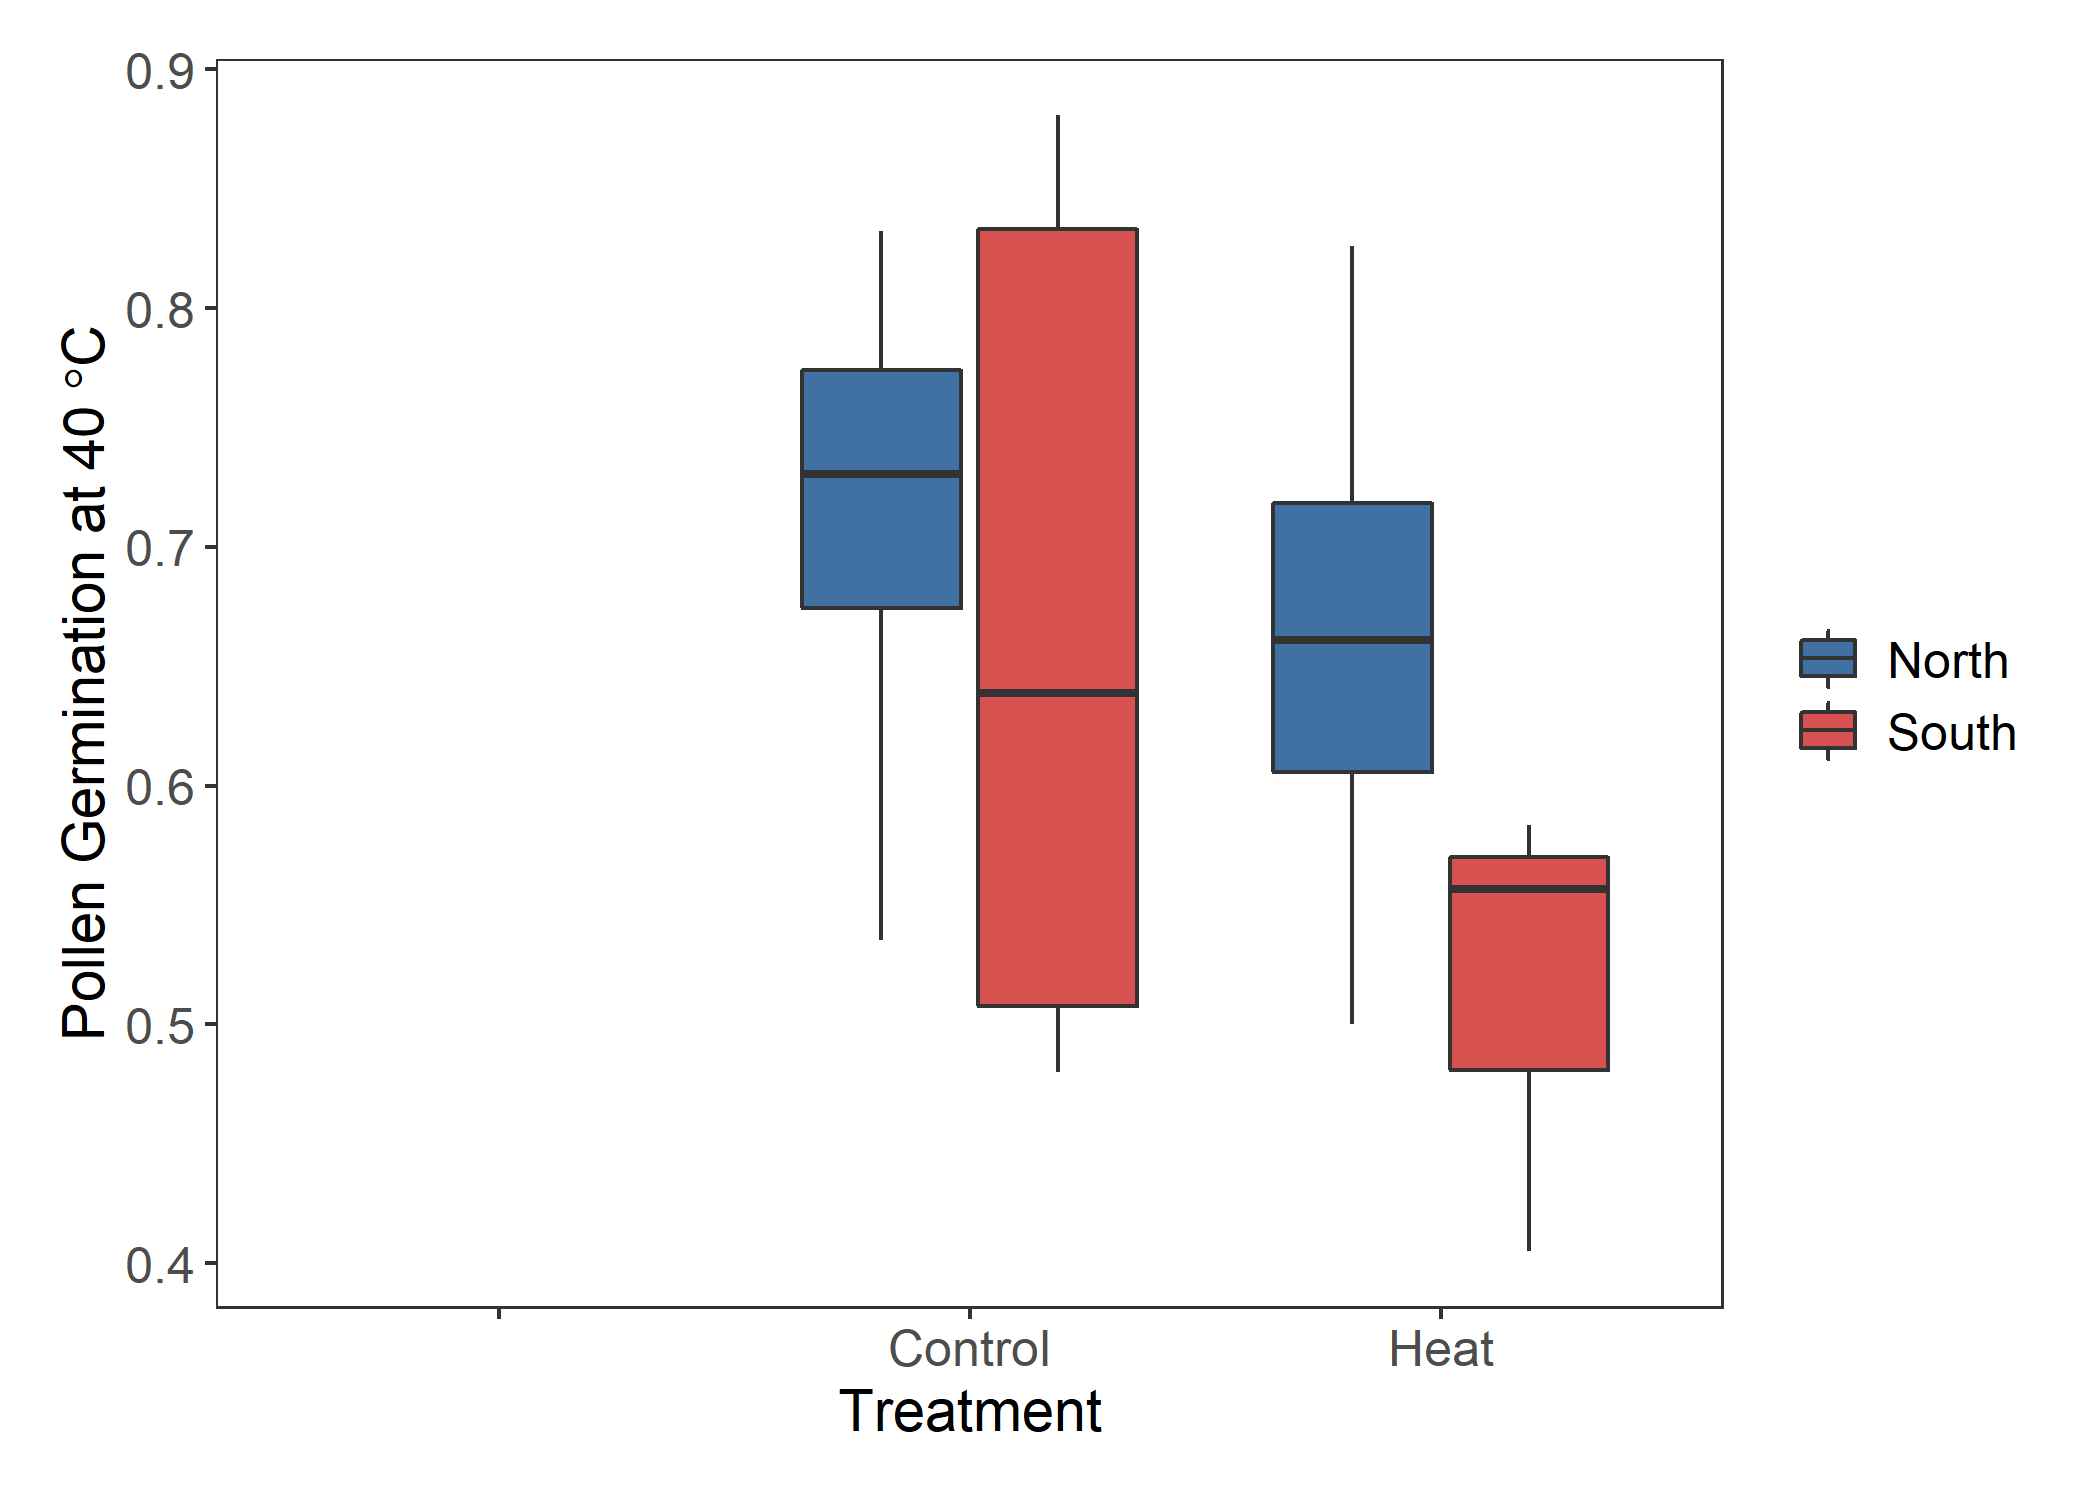 Pollen Germination at 40 °C
0.9
0.8
0.7
0.6
0.5
0.4
Control
Heat
Treatment
North
South